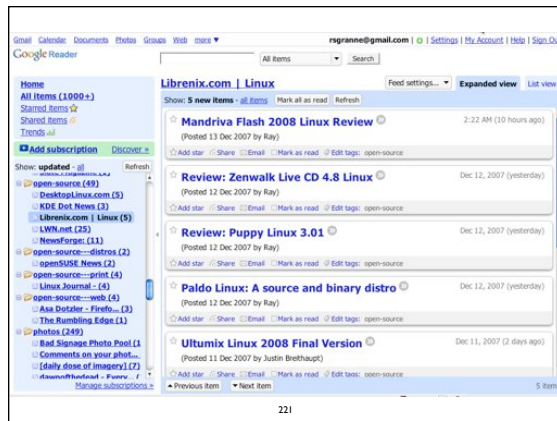 Gmail Calendar Documents Photos Groups Web more ▼
rsgranne@gmail.com | Settings | My Account | Help | Sign Ou
Google Reader
All items
Search
Home
All items (1000+)
Starred items
Shared items
Trends
Add subscription Discover »
Show: updated - all Refresh
open-source (49)
DesktopLinux.com (5)
KDE Dot News (3)
Librenix.com | Linux (5)
LWN.net (25)
NewsForge: (11)
open-source---distros (2)
openSUSE News (2)
open-source---print (4)
Linux Journal - (4)
open-source---web (4)
Asa Dotzler - Firefo... (3)
The Rumbling Edge (1)
photos (249)
Bad Signage Photo Pool (1
Comments on your phot...
[daily dose of imagery] (7)
dawnofthedead - Every... (
Manage subscriptions »
Librenix.com | Linux
Feed settings... Expanded view List view
Show: 5 new items - all items Mark all as read Refresh
Mandriva Flash 2008 Linux Review
2:22 AM (10 hours ago)
(Posted 13 Dec 2007 by Ray)
Add star Share Email Mark as read Edit tags: open-source
Review: Zenwalk Live CD 4.8 Linux
Dec 12, 2007 (yesterday)
(Posted 12 Dec 2007 by Ray)
Add star Share Email Mark as read Edit tags: open-source
Review: Puppy Linux 3.01
Dec 12, 2007 (yesterday)
(Posted 12 Dec 2007 by Ray)
Add star Share Email Mark as read Edit tags: open-source
Paldo Linux: A source and binary distro
Dec 12, 2007 (yesterday)
(Posted 12 Dec 2007 by Ray)
Add star Share Email Mark as read Edit tags: open-source
Ultumix Linux 2008 Final Version
Dec 11, 2007 (2 days ago)
(Posted 11 Dec 2007 by Justin Breithaupt)
Add star Share Email Mark as read Edit tags: open-source
Previous item Next item
5 item
221